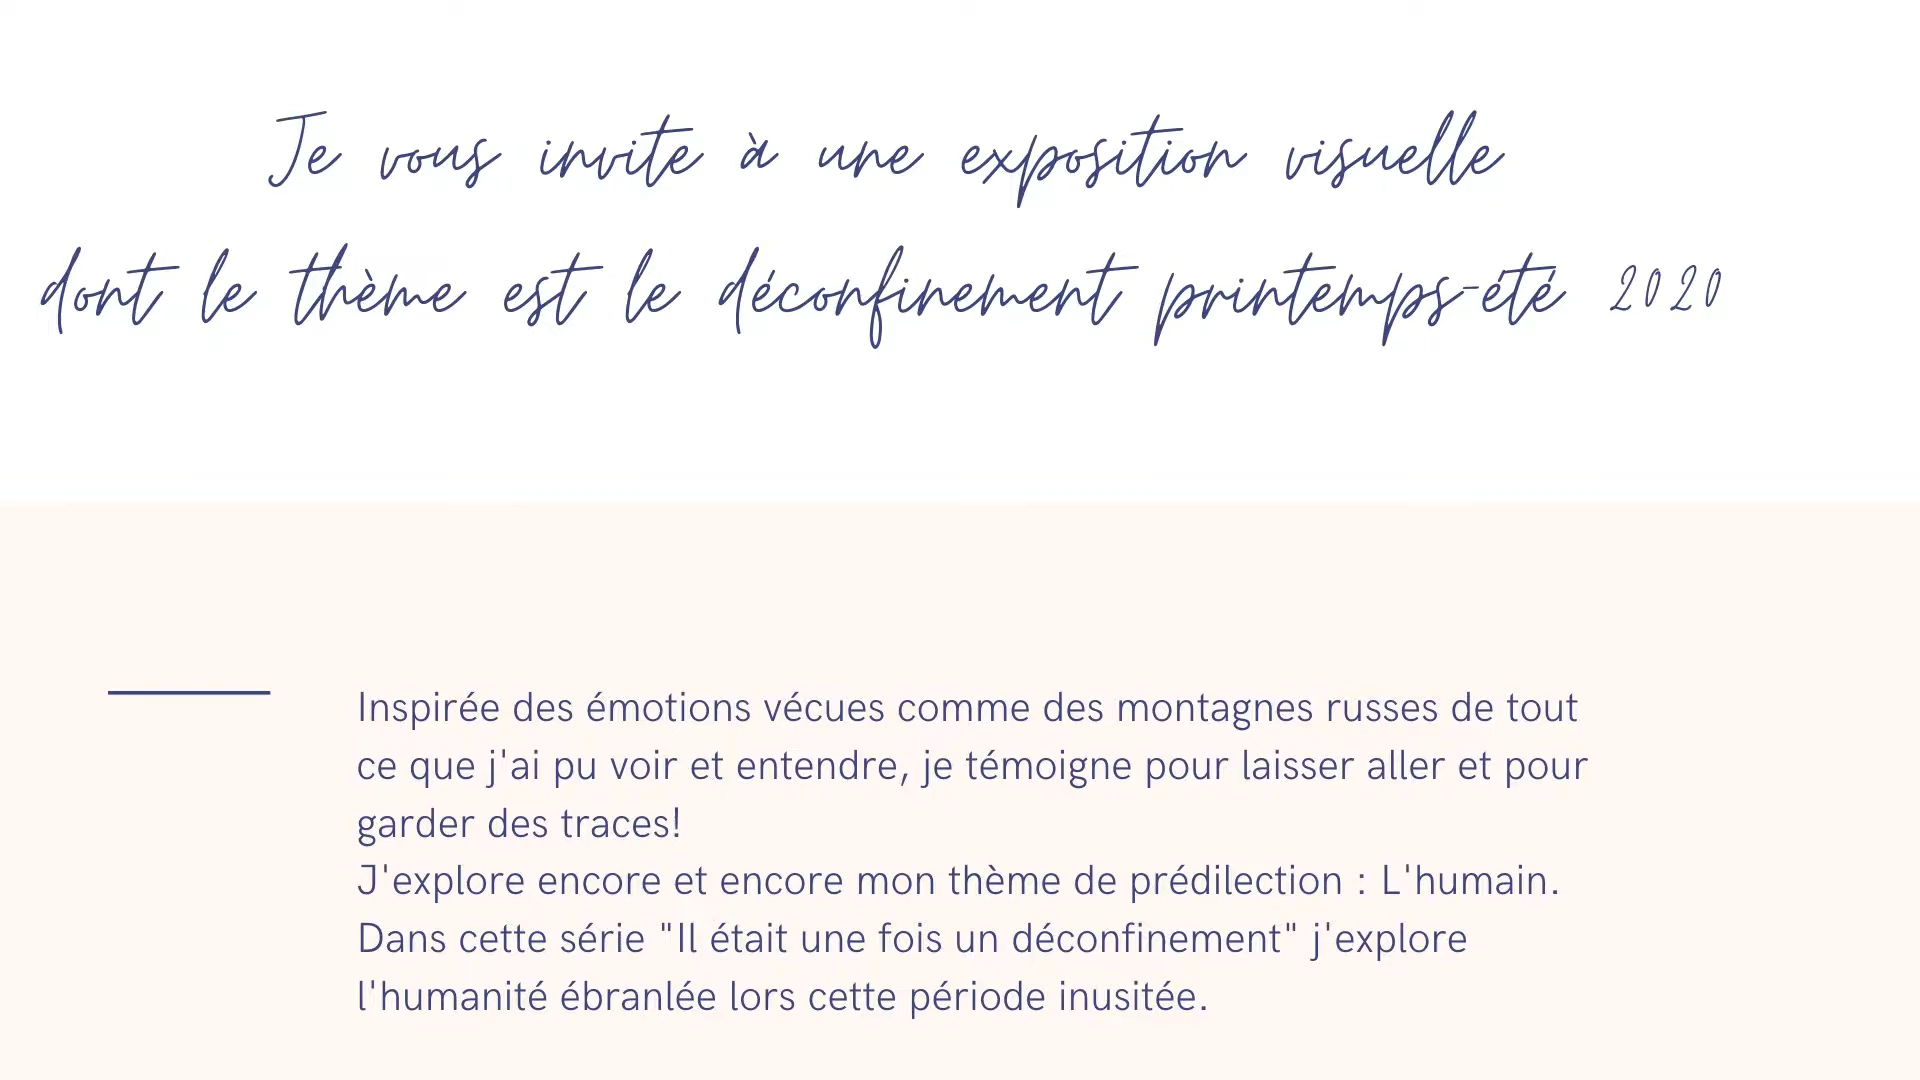 Je vous invite à une exposition visuelle
dont le thème est le déconfinement printemps-été 2020
Inspirée des émotions vécues comme des montagnes russes de tout
ce que j'ai pu voir et entendre, je témoigne pour laisser aller et pour
garder des traces!
J'explore encore et encore mon thème de prédilection : L'humain.
Dans cette série "Il était une fois un déconfinement" j'explore
l'humanité ébranlée lors cette période inusitée.